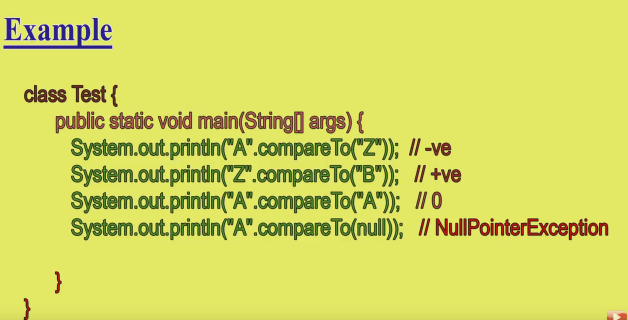 Example
class Test {
public static void main(String[] args) {
System.out.println("A".compareTo("Z")); // -ve
System.out.println("Z".compareTo("B")); // +ve
System.out.println("A".compareTo("A")); // 0
System.out.println("A".compareTo(null)); // NullPointerException
}
}